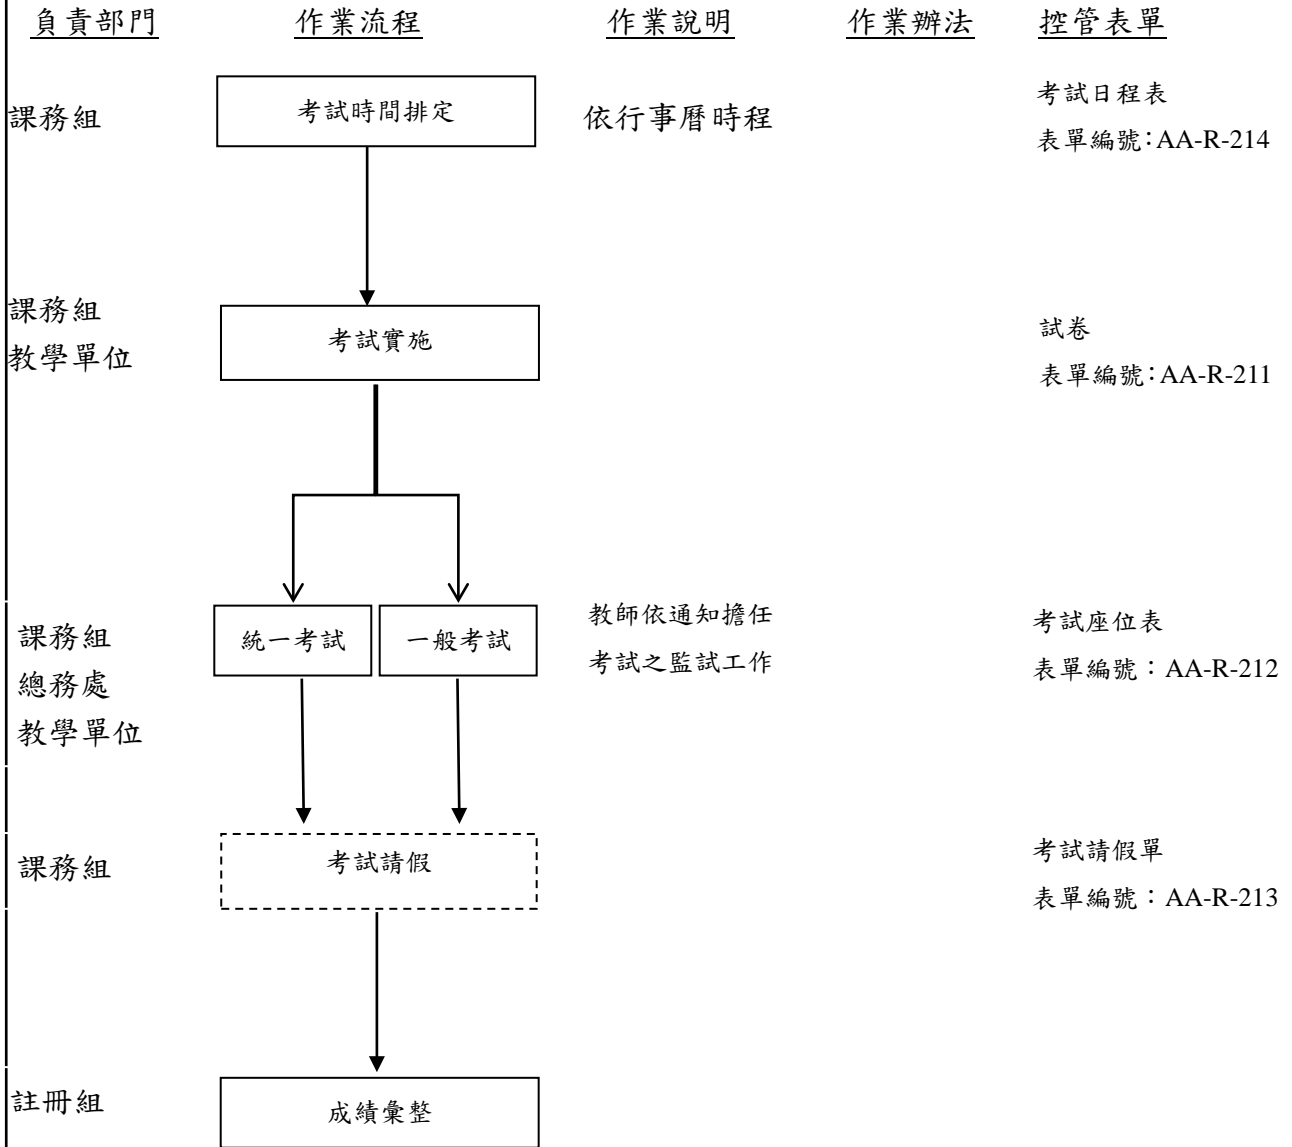 負責部門 作業流程 作業說明 作業辦法 控管表單
課務組 考試時間排定 依行事曆時程 考試日程表
表單編號：AA-R-214
課務組
教學單位 考試實施 試卷
表單編號：AA-R-211
課務組
總務處
教學單位 統一考試 一般考試 教師依通知擔任
考試之監試工作 考試座位表
表單編號：AA-R-212
課務組 考試請假 考試請假單
表單編號：AA-R-213
註冊組 成績彙整